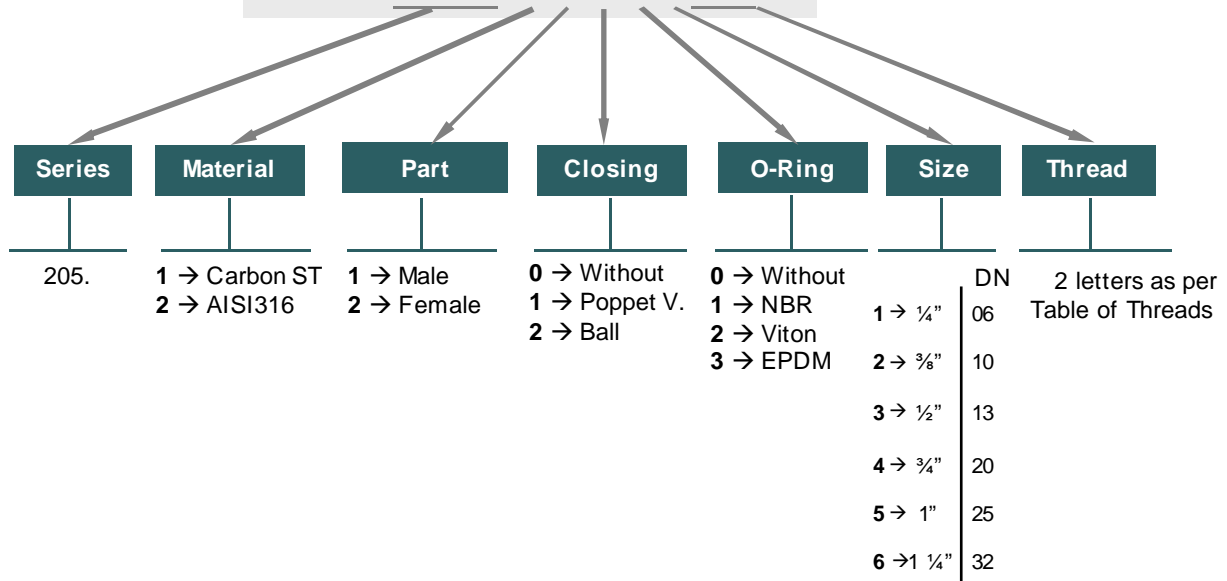 Series Material Part Closing O-Ring Size Thread
205.
1 → Carbon ST
2 → AISI316
1 → Male
2 → Female
0 → Without
1 → Poppet V.
2 → Ball
0 → Without
1 → NBR
2 → Viton
3 → EPDM
DN
1 → ¼” 06
2 → ⅜” 10
3 → ½” 13
4 → ¾” 20
5 → 1” 25
6 →1 ¼” 32
2 letters as per
Table of Threads